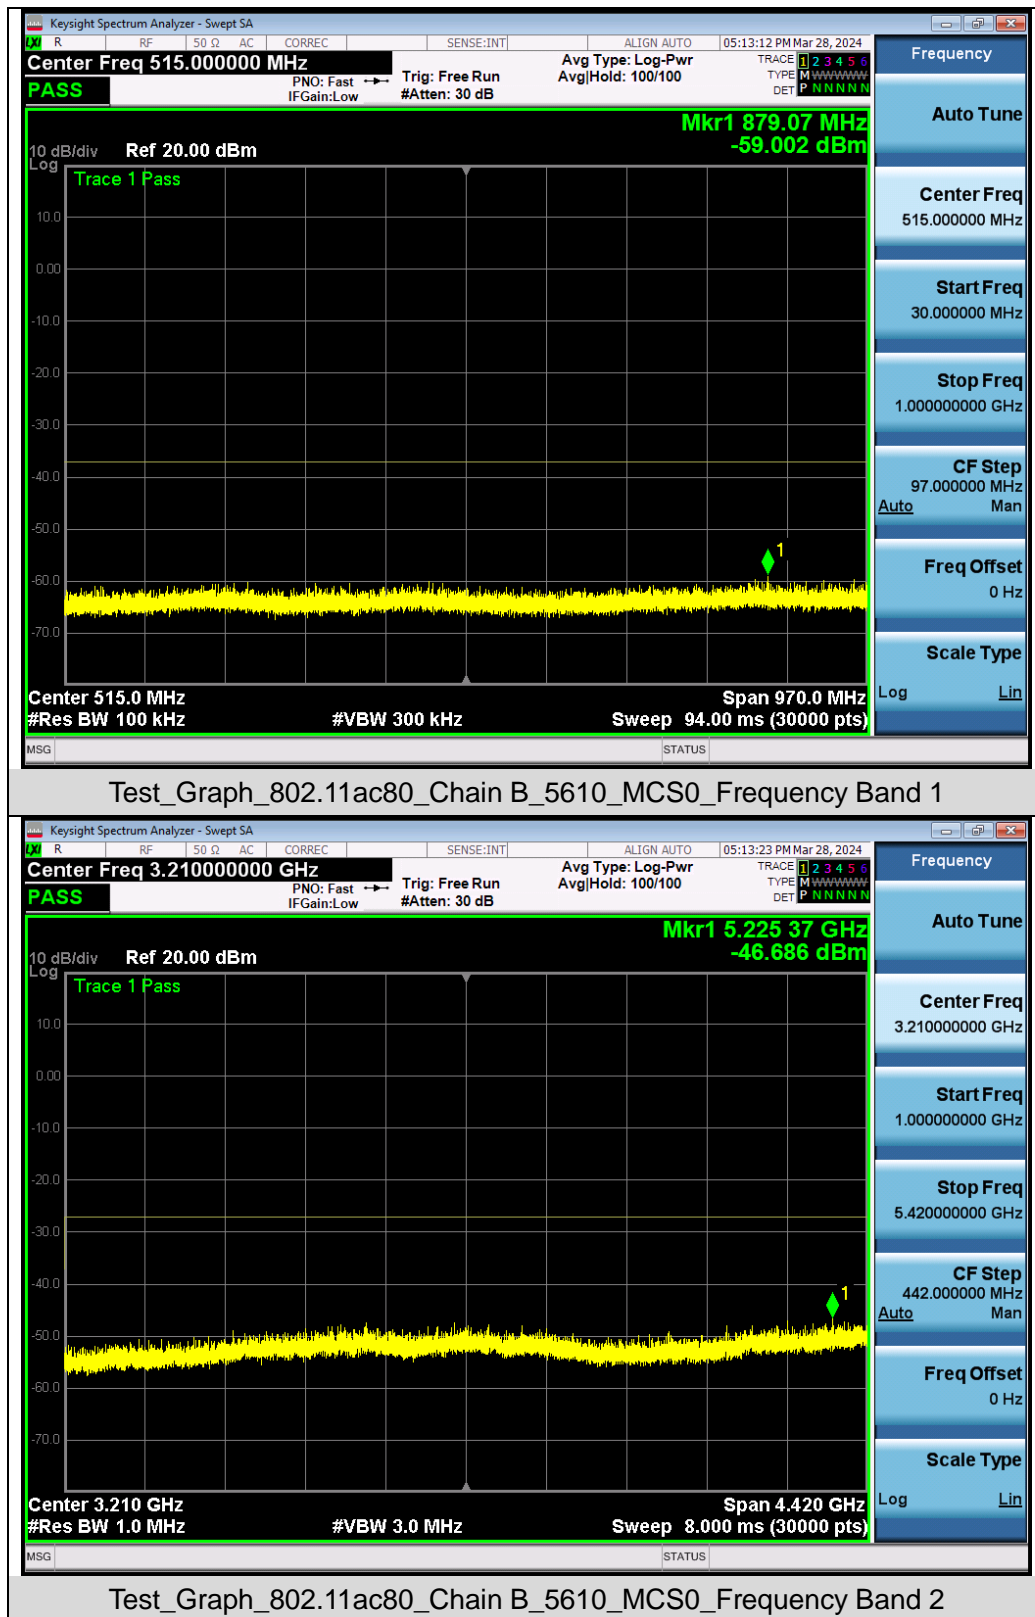 Keysight Spectrum Analyzer - Swept SA
LXI R RF 50 Ω AC CORREC SENSE:INT ALIGN AUTO 05:13:12 PM Mar 28, 2024
Center Freq 515.000000 MHz
PASS
PNO: Fast
IFGain:Low
Trig: Free Run
#Atten: 30 dB
Avg Type: Log-Pwr
Avg|Hold: 100/100
TRACE 1 2 3 4 5 6
TYPE M WWWWW
DET P N N N N N
Mkr1 879.07 MHz
-59.002 dBm
10 dB/div Ref 20.00 dBm
Log
Trace 1 Pass
10.0
0.00
-10.0
-20.0
-30.0
-40.0
-50.0
-60.0
-70.0
1
Center 515.0 MHz Span 970.0 MHz
#Res BW 100 kHz #VBW 300 kHz Sweep 94.00 ms (30000 pts)
MSG STATUS
Frequency
Auto Tune
Center Freq
515.000000 MHz
Start Freq
30.000000 MHz
Stop Freq
1.000000000 GHz
CF Step
97.000000 MHz
Auto Man
Freq Offset
0 Hz
Scale Type
Log Lin
Test_Graph_802.11ac80_Chain B_5610_MCS0_Frequency Band 1
Keysight Spectrum Analyzer - Swept SA
LXI R RF 50 Ω AC CORREC SENSE:INT ALIGN AUTO 05:13:23 PM Mar 28, 2024
Center Freq 3.210000000 GHz
PASS
PNO: Fast
IFGain:Low
Trig: Free Run
#Atten: 30 dB
Avg Type: Log-Pwr
Avg|Hold: 100/100
TRACE 1 2 3 4 5 6
TYPE M WWWWW
DET P N N N N N
Mkr1 5.225 37 GHz
-46.686 dBm
10 dB/div Ref 20.00 dBm
Log
Trace 1 Pass
10.0
0.00
-10.0
-20.0
-30.0
-40.0
-50.0
-60.0
-70.0
1
Center 3.210 GHz Span 4.420 GHz
#Res BW 1.0 MHz #VBW 3.0 MHz Sweep 8.000 ms (30000 pts)
MSG STATUS
Frequency
Auto Tune
Center Freq
3.210000000 GHz
Start Freq
1.000000000 GHz
Stop Freq
5.420000000 GHz
CF Step
442.000000 MHz
Auto Man
Freq Offset
0 Hz
Scale Type
Log Lin
Test_Graph_802.11ac80_Chain B_5610_MCS0_Frequency Band 2